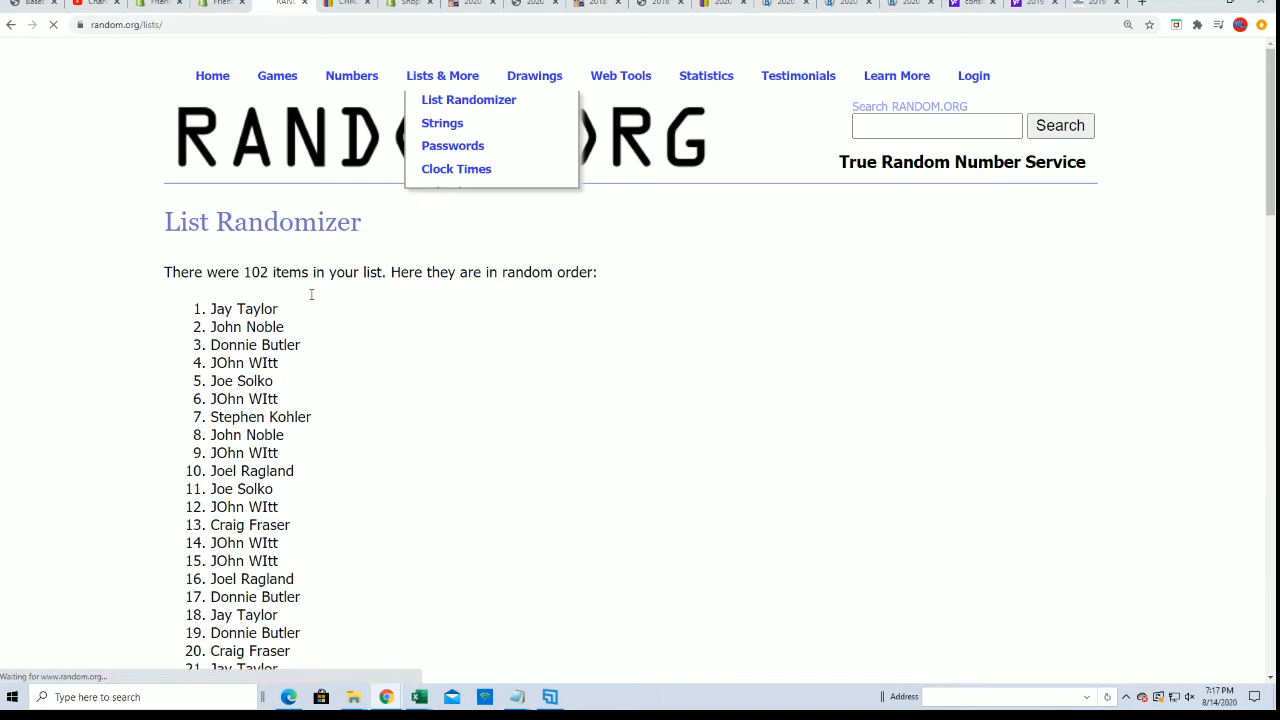 random.org/lists/
Home Games Numbers Lists & More Drawings Web Tools Statistics Testimonials Learn More Login
List Randomizer
Strings
Passwords
Clock Times
Search RANDOM.ORG
Search
True Random Number Service
List Randomizer
There were 102 items in your list. Here they are in random order:
1. Jay Taylor
2. John Noble
3. Donnie Butler
4. JOhn WItt
5. Joe Solko
6. JOhn WItt
7. Stephen Kohler
8. John Noble
9. JOhn WItt
10. Joel Ragland
11. Joe Solko
12. JOhn WItt
13. Craig Fraser
14. JOhn WItt
15. JOhn WItt
16. Joel Ragland
17. Donnie Butler
18. Jay Taylor
19. Donnie Butler
20. Craig Fraser
21. Jay Taylor
Waiting for www.random.org...
Type here to search
Address
7:17 PM
8/14/2020